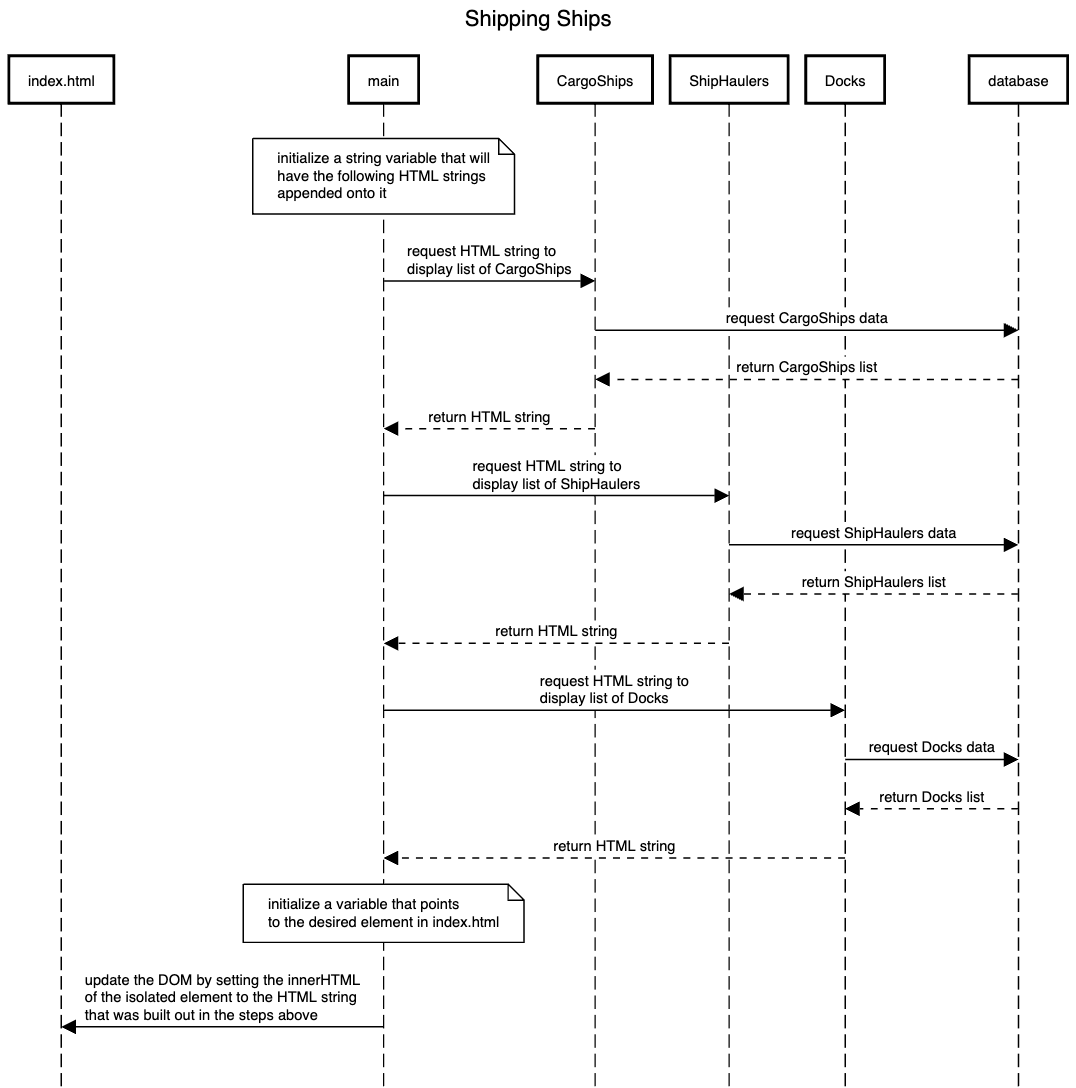 Shipping Ships
index.html
main
CargoShips
ShipHaulers
Docks
database
initialize a string variable that will
have the following HTML strings
appended onto it
request HTML string to
display list of CargoShips
request CargoShips data
return CargoShips list
return HTML string
request HTML string to
display list of ShipHaulers
request ShipHaulers data
return ShipHaulers list
return HTML string
request HTML string to
display list of Docks
request Docks data
return Docks list
return HTML string
initialize a variable that points
to the desired element in index.html
update the DOM by setting the innerHTML
of the isolated element to the HTML string
that was built out in the steps above